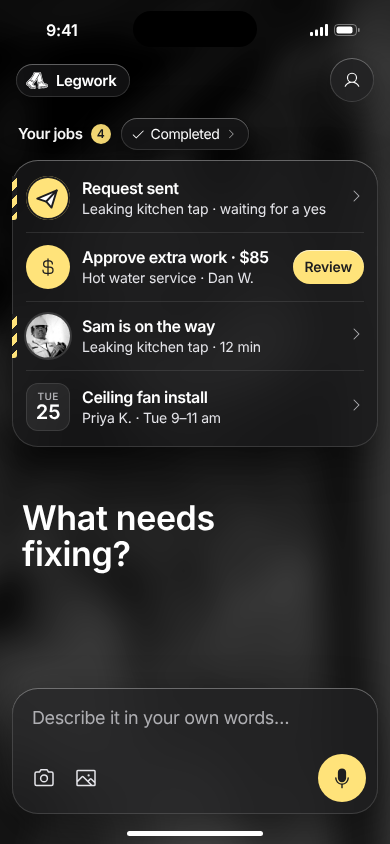 9:41
Legwork
Your jobs 4 Completed
Request sent
Leaking kitchen tap · waiting for a yes
$
Approve extra work · $85
Hot water service · Dan W.
Review
Sam is on the way
Leaking kitchen tap · 12 min
TUE
25
Ceiling fan install
Priya K. · Tue 9–11 am
What needs
fixing?
Describe it in your own words...